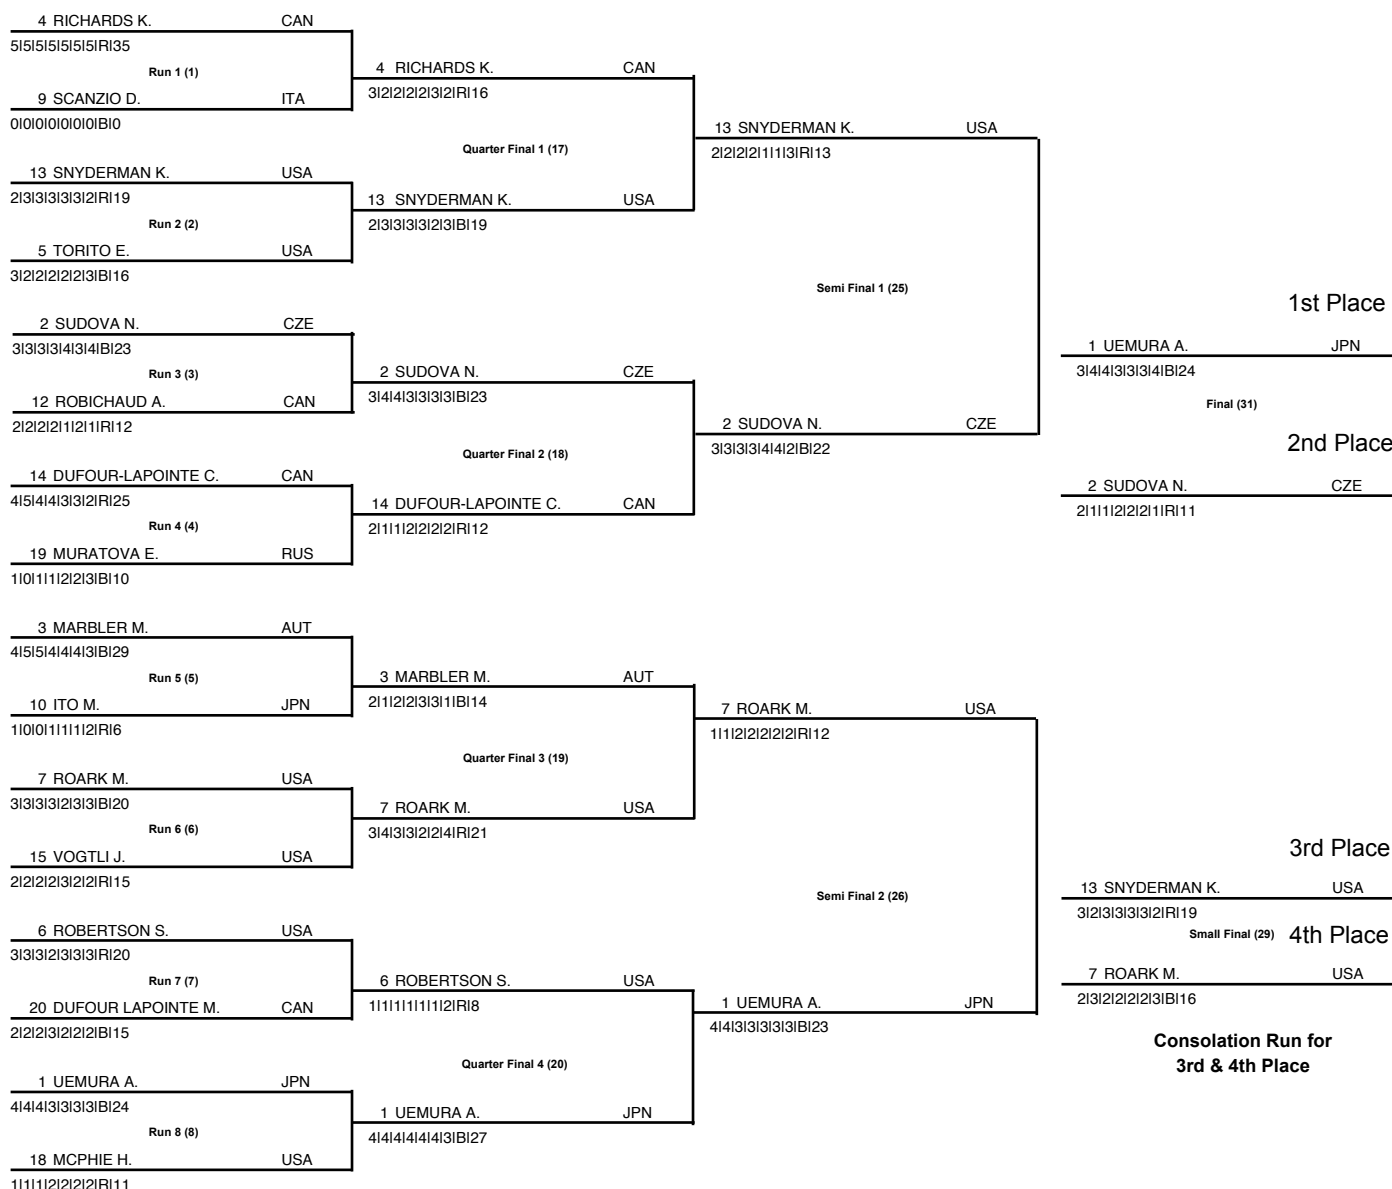 4 RICHARDS K. CAN
5|5|5|5|5|5|5|R|35
Run 1 (1)
9 SCANZIO D. ITA
0|0|0|0|0|0|0|B|0
13 SNYDERMAN K. USA
2|3|3|3|3|3|2|R|19
Run 2 (2)
5 TORITO E. USA
3|2|2|2|2|2|3|B|16
2 SUDOVA N. CZE
3|3|3|3|4|3|4|B|23
Run 3 (3)
12 ROBICHAUD A. CAN
2|2|2|2|1|2|1|R|12
14 DUFOUR-LAPOINTE C. CAN
4|5|4|4|3|3|2|R|25
Run 4 (4)
19 MURATOVA E. RUS
1|0|1|1|2|2|3|B|10
3 MARBLER M. AUT
4|5|5|4|4|4|3|B|29
Run 5 (5)
10 ITO M. JPN
1|0|0|1|1|1|2|R|6
7 ROARK M. USA
3|3|3|3|2|3|3|B|20
Run 6 (6)
15 VOGTLI J. USA
2|2|2|2|3|2|2|R|15
6 ROBERTSON S. USA
3|3|3|2|3|3|3|R|20
Run 7 (7)
20 DUFOUR LAPOINTE M. CAN
2|2|2|3|2|2|2|B|15
1 UEMURA A. JPN
4|4|4|3|3|3|3|B|24
Run 8 (8)
18 MCPHIE H. USA
1|1|1|2|2|2|2|R|11
4 RICHARDS K. CAN
3|2|2|2|2|3|2|R|16
Quarter Final 1 (17)
13 SNYDERMAN K. USA
2|3|3|3|3|2|3|B|19
2 SUDOVA N. CZE
3|4|4|3|3|3|3|B|23
Quarter Final 2 (18)
14 DUFOUR-LAPOINTE C. CAN
2|1|1|2|2|2|2|R|12
3 MARBLER M. AUT
2|1|2|2|3|3|1|B|14
Quarter Final 3 (19)
7 ROARK M. USA
3|4|3|3|2|2|4|R|21
6 ROBERTSON S. USA
1|1|1|1|1|1|2|R|8
Quarter Final 4 (20)
1 UEMURA A. JPN
4|4|4|4|4|4|3|B|27
13 SNYDERMAN K. USA
2|2|2|2|1|1|3|R|13
Semi Final 1 (25)
2 SUDOVA N. CZE
3|3|3|3|4|4|2|B|22
7 ROARK M. USA
1|1|2|2|2|2|2|R|12
Semi Final 2 (26)
1 UEMURA A. JPN
4|4|3|3|3|3|3|B|23
1st Place
1 UEMURA A. JPN
3|4|4|3|3|3|4|B|24
Final (31)
2nd Place
2 SUDOVA N. CZE
2|1|1|2|2|2|1|R|11
3rd Place
13 SNYDERMAN K. USA
3|2|3|3|3|3|2|R|19
Small Final (29) 4th Place
7 ROARK M. USA
2|3|2|2|2|2|3|B|16
Consolation Run for
3rd & 4th Place